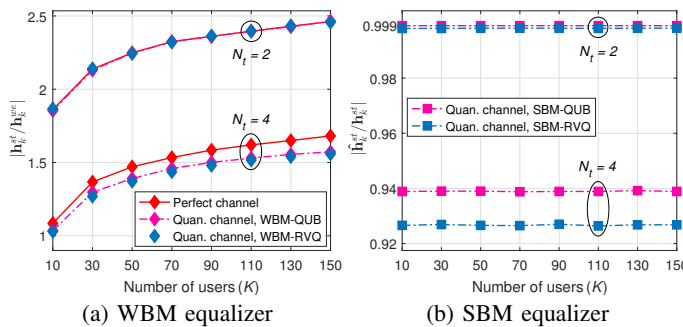 2.5
2
1.5
1
|h_k^{st}/h_k^{we}|
N_t = 2
N_t = 4
Perfect channel
Quan. channel, WBM-QUB
Quan. channel, WBM-RVQ
10 30 50 70 90 110 130 150
Number of users (K)
(a) WBM equalizer
0.999
0.98
0.96
0.94
0.92
|ĥ_k^{st}/h_k^{st}|
N_t = 2
Quan. channel, SBM-QUB
Quan. channel, SBM-RVQ
N_t = 4
10 30 50 70 90 110 130 150
Number of users (K)
(b) SBM equalizer